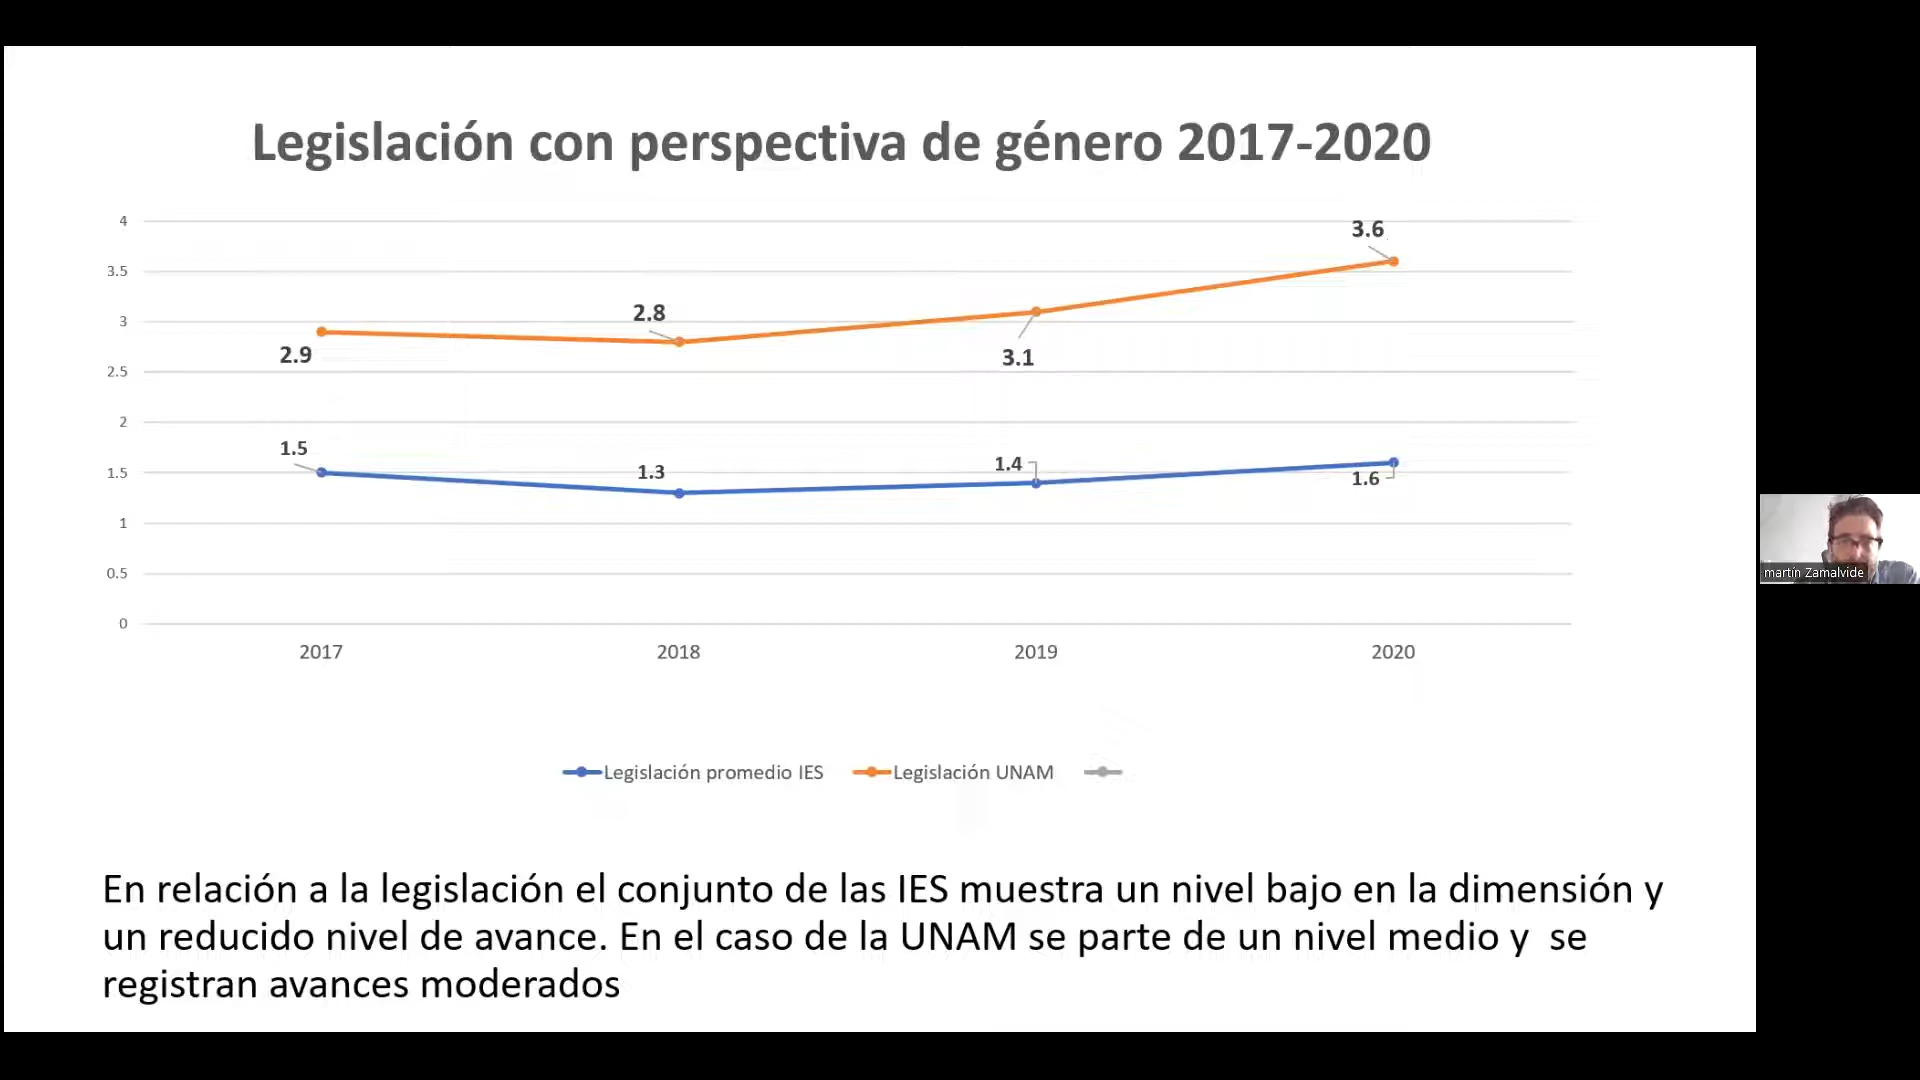 Legislación con perspectiva de género 2017-2020
4
3.5
3
2.5
2
1.5
1
0.5
0
2.9
2.8
3.1
3.6
1.5
1.3
1.4
1.6
2017 2018 2019 2020
Legislación promedio IES Legislación UNAM
En relación a la legislación el conjunto de las IES muestra un nivel bajo en la dimensión y
un reducido nivel de avance. En el caso de la UNAM se parte de un nivel medio y  se
registran avances moderados
martín Zamalvide